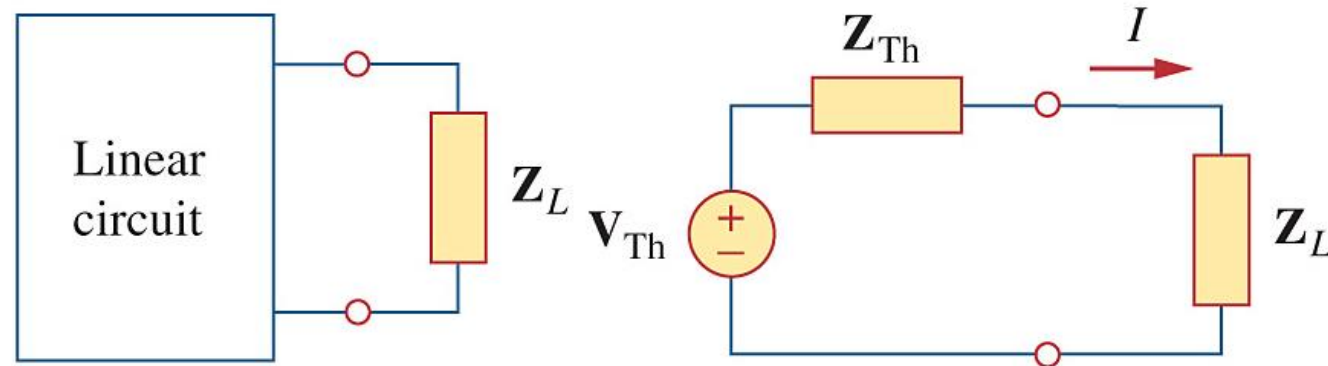 Linear
circuit
Z_L
Z_Th
I
V_Th
+
−
Z_L